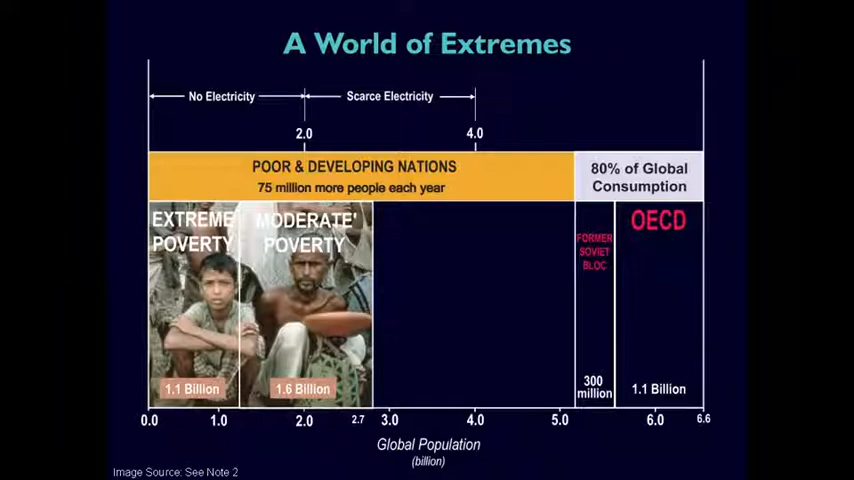 A World of Extremes
No Electricity
Scarce Electricity
2.0
4.0
POOR & DEVELOPING NATIONS
75 million more people each year
80% of Global
Consumption
EXTREME
POVERTY
MODERATE'
POVERTY
FORMER
SOVIET
BLOC
OECD
1.1 Billion
1.6 Billion
300
million
1.1 Billion
0.0
1.0
2.0
2.7
3.0
4.0
5.0
6.0
6.6
Global Population
(billion)
Image Source: See Note 2